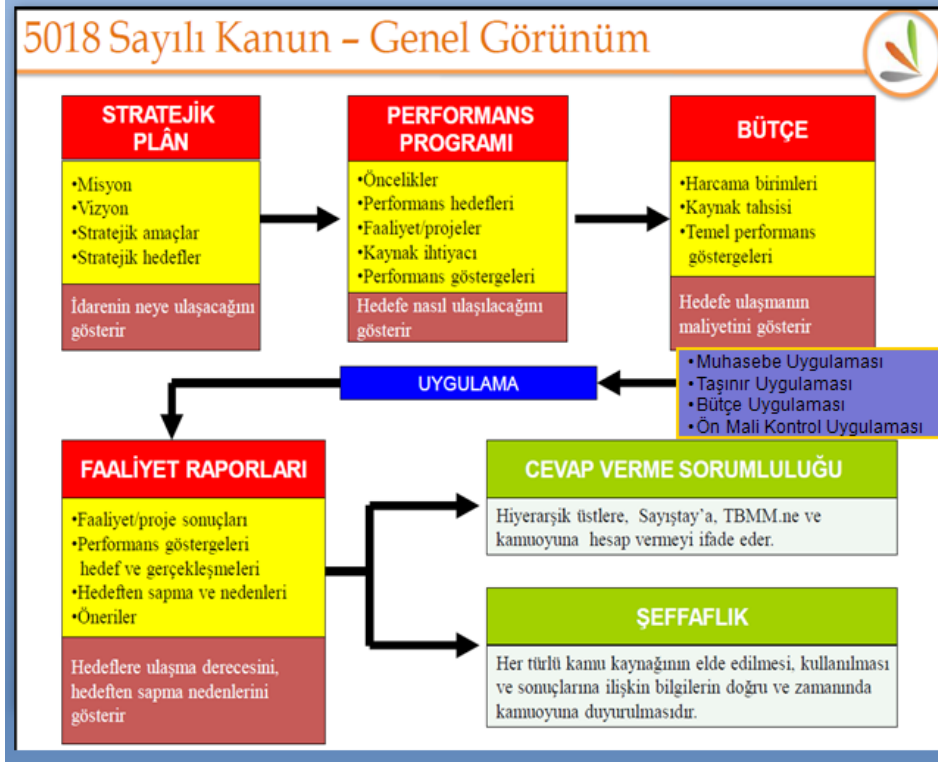 5018 Sayılı Kanun – Genel Görünüm
STRATEJİK
PLÂN
•Misyon
•Vizyon
•Stratejik amaçlar
•Stratejik hedefler
İdarenin neye ulaşacağını
gösterir
PERFORMANS
PROGRAMI
•Öncelikler
•Performans hedefleri
•Faaliyet/projeler
•Kaynak ihtiyacı
•Performans göstergeleri
Hedefe nasıl ulaşılacağını
gösterir
BÜTÇE
•Harcama birimleri
•Kaynak tahsisi
•Temel performans
göstergeleri
Hedefe ulaşmanın
maliyetini gösterir
•Muhasebe Uygulaması
•Taşınır Uygulaması
•Bütçe Uygulaması
•Ön Mali Kontrol Uygulaması
UYGULAMA
FAALİYET RAPORLARI
•Faaliyet/proje sonuçları
•Performans göstergeleri
hedef ve gerçekleşmeleri
•Hedeften sapma ve nedenleri
•Öneriler
Hedeflere ulaşma derecesini,
hedeften sapma nedenlerini
gösterir
CEVAP VERME SORUMLULUĞU
Hiyerarşik üstlere, Sayıştay’a, TBMM.ne ve
kamuoyuna hesap vermeyi ifade eder.
ŞEFFAFLIK
Her türlü kamu kaynağının elde edilmesi, kullanılması
ve sonuçlarına ilişkin bilgilerin doğru ve zamanında
kamuoyuna duyurulmasıdır.